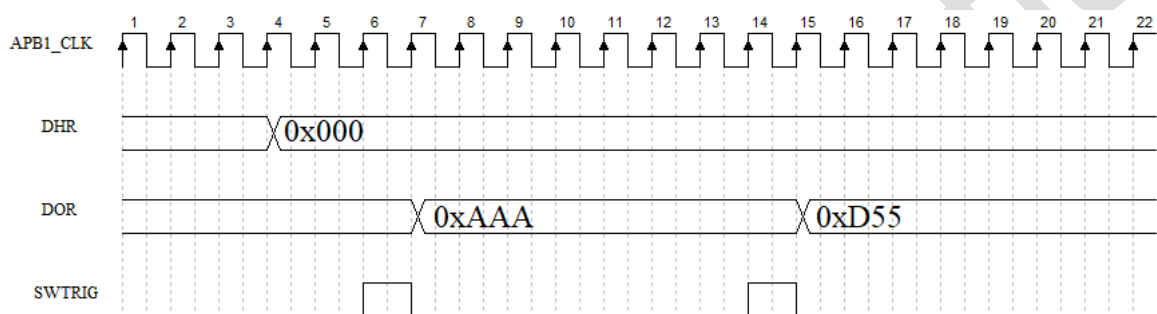 1 2 3 4 5 6 7 8 9 10 11 12 13 14 15 16 17 18 19 20 21 22
APB1_CLK
DHR 0x000
DOR 0xAAA 0xD55
SWTRIG